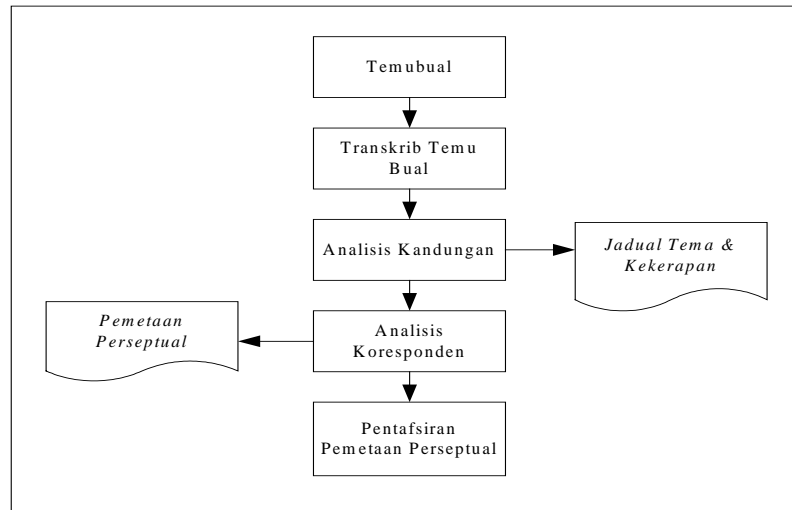 Temubual
Transkrib Temu
Bual
Analisis Kandungan
Jadual Tema &
Kekerapan
Pemetaan
Perseptual
Analisis
Koresponden
Pentafsiran
Pemetaan Perseptual